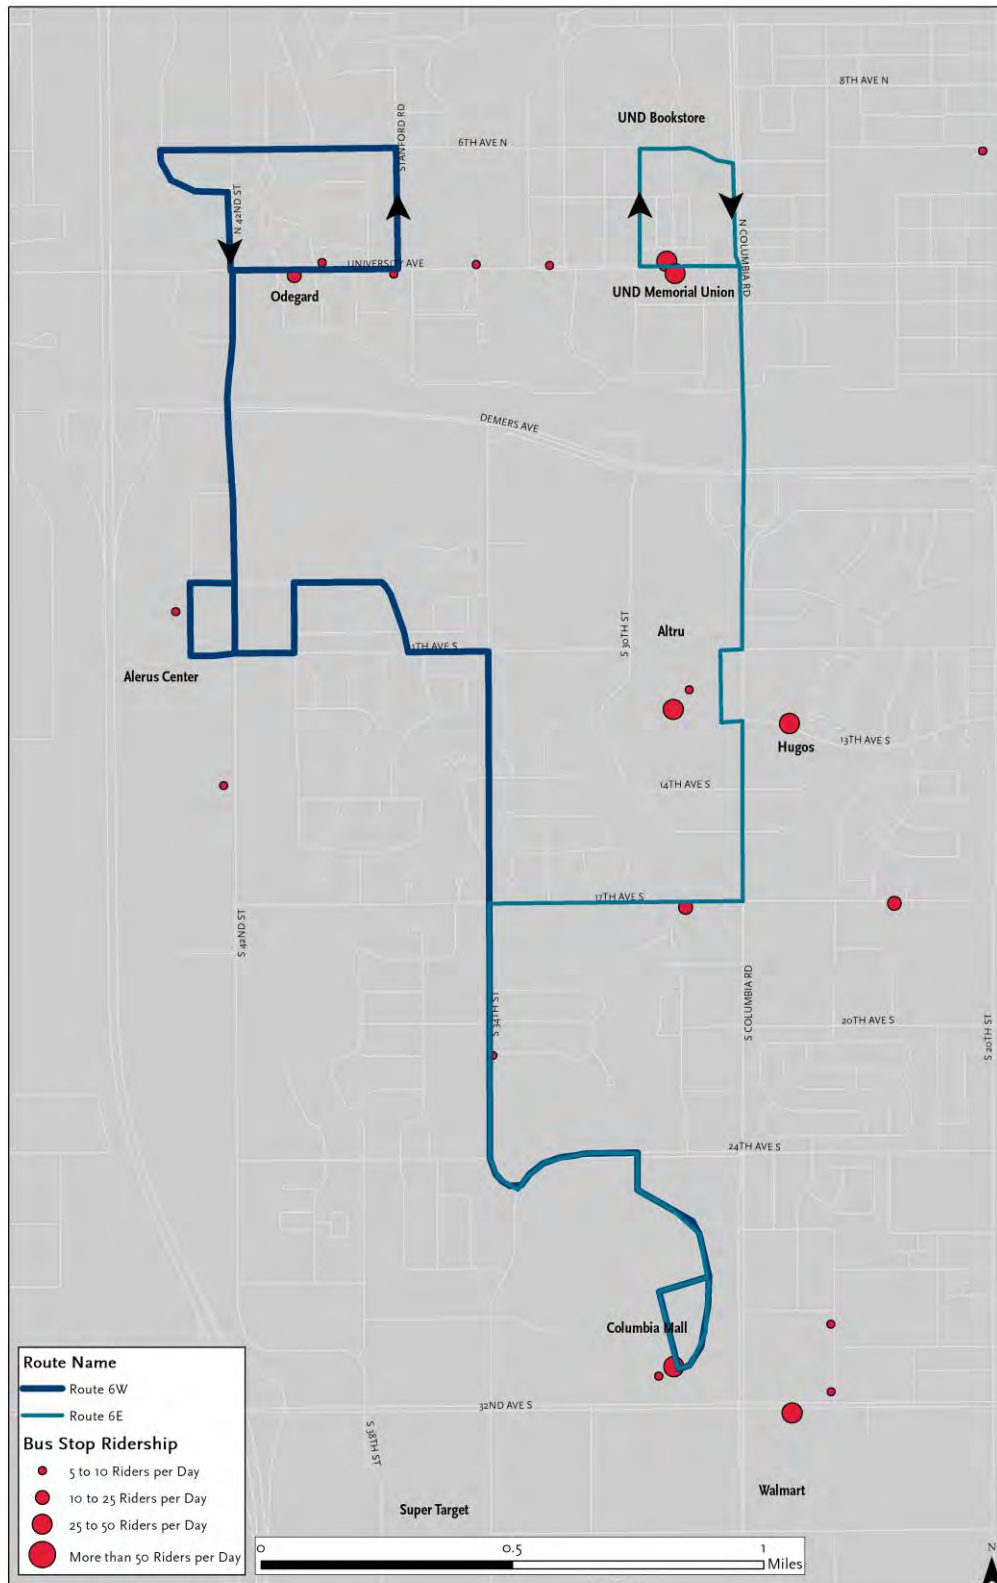 8TH AVE N
UND Bookstore
STANFORD RD
6TH AVE N
N 42ND ST
N COLUMBIA RD
UNIVERSITY AVE
Odegard
UND Memorial Union
DEMERS AVE
S 30TH ST
Altru
1TH AVE S
Alerus Center
Hugos
13TH AVE S
14TH AVE S
17TH AVE S
S 42ND ST
S 34TH ST
S COLUMBIA RD
20TH AVE S
S 20TH ST
24TH AVE S
Columbia Mall
32ND AVE S
S 38TH ST
Walmart
Super Target
Route Name
Route 6W
Route 6E
Bus Stop Ridership
5 to 10 Riders per Day
10 to 25 Riders per Day
25 to 50 Riders per Day
More than 50 Riders per Day
0 0.5 1
Miles
N